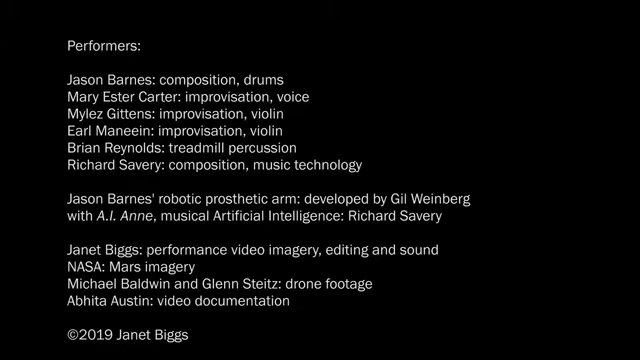 Performers:
Jason Barnes: composition, drums
Mary Ester Carter: improvisation, voice
Mylez Gittens: improvisation, violin
Earl Maneein: improvisation, violin
Brian Reynolds: treadmill percussion
Richard Savery: composition, music technology
Jason Barnes' robotic prosthetic arm: developed by Gil Weinberg
with A.I. Anne, musical Artificial Intelligence: Richard Savery
Janet Biggs: performance video imagery, editing and sound
NASA: Mars imagery
Michael Baldwin and Glenn Steitz: drone footage
Abhita Austin: video documentation
©2019 Janet Biggs